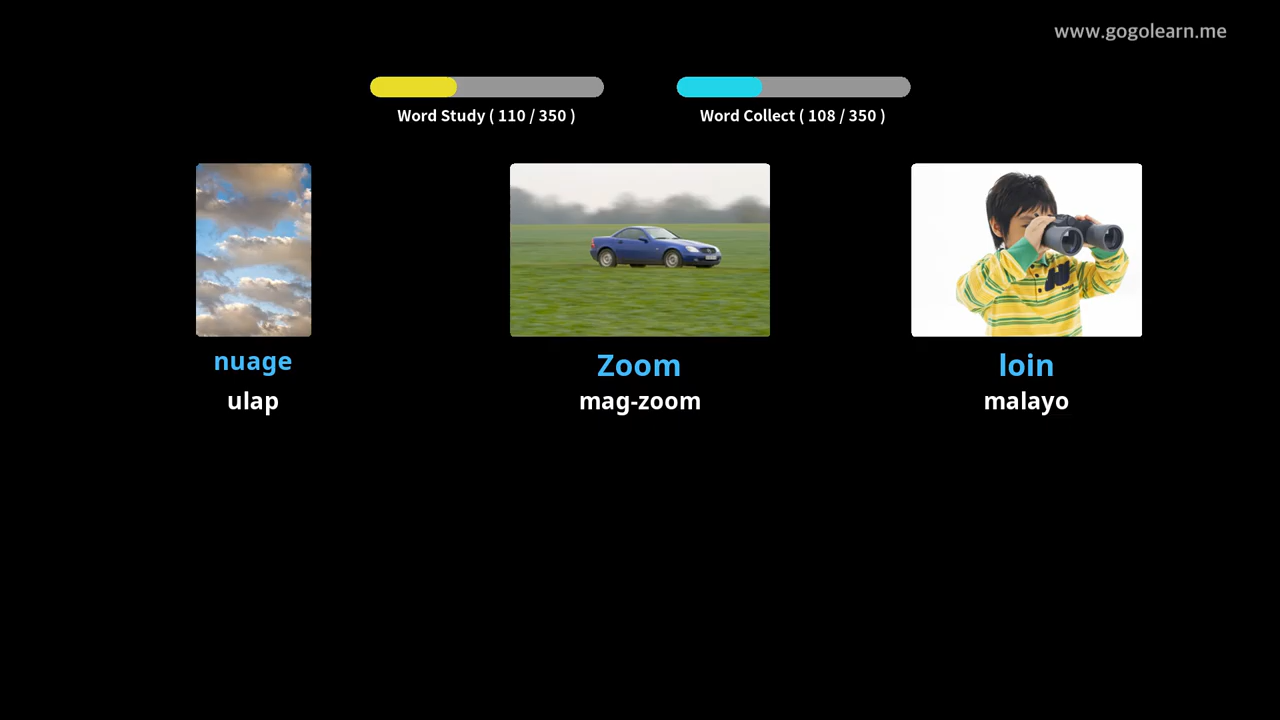 www.gogolearn.me
Word Study ( 110 / 350 )
Word Collect ( 108 / 350 )
nuage
Zoom
loin
ulap
mag-zoom
malayo